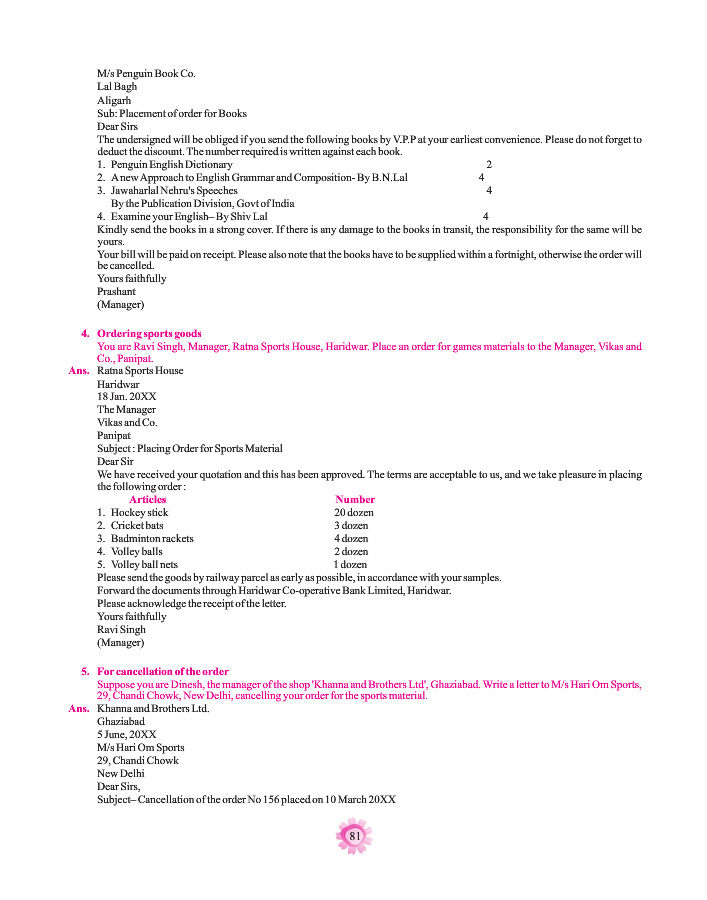 M/s Penguin Book Co.
Lal Bagh
Aligarh
Sub: Placement of order for Books
Dear Sirs
The undersigned will be obliged if you send the following books by V.P.P at your earliest convenience. Please do not forget to
deduct the discount. The number required is written against each book.
1. Penguin English Dictionary 2
2. A new Approach to English Grammar and Composition- By B.N.Lal 4
3. Jawaharlal Nehru's Speeches 4
By the Publication Division, Govt of India
4. Examine your English– By Shiv Lal 4
Kindly send the books in a strong cover. If there is any damage to the books in transit, the responsibility for the same will be
yours.
Your bill will be paid on receipt. Please also note that the books have to be supplied within a fortnight, otherwise the order will
be cancelled.
Yours faithfully
Prashant
(Manager)
4. Ordering sports goods
You are Ravi Singh, Manager, Ratna Sports House, Haridwar. Place an order for games materials to the Manager, Vikas and
Co., Panipat.
Ans. Ratna Sports House
Haridwar
18 Jan. 20XX
The Manager
Vikas and Co.
Panipat
Subject : Placing Order for Sports Material
Dear Sir
We have received your quotation and this has been approved. The terms are acceptable to us, and we take pleasure in placing
the following order :
Articles Number
1. Hockey stick 20 dozen
2. Cricket bats 3 dozen
3. Badminton rackets 4 dozen
4. Volley balls 2 dozen
5. Volley ball nets 1 dozen
Please send the goods by railway parcel as early as possible, in accordance with your samples.
Forward the documents through Haridwar Co-operative Bank Limited, Haridwar.
Please acknowledge the receipt of the letter.
Yours faithfully
Ravi Singh
(Manager)
5. For cancellation of the order
Suppose you are Dinesh, the manager of the shop 'Khanna and Brothers Ltd', Ghaziabad. Write a letter to M/s Hari Om Sports,
29, Chandi Chowk, New Delhi, cancelling your order for the sports material.
Ans. Khanna and Brothers Ltd.
Ghaziabad
5 June, 20XX
M/s Hari Om Sports
29, Chandi Chowk
New Delhi
Dear Sirs,
Subject– Cancellation of the order No 156 placed on 10 March 20XX
81